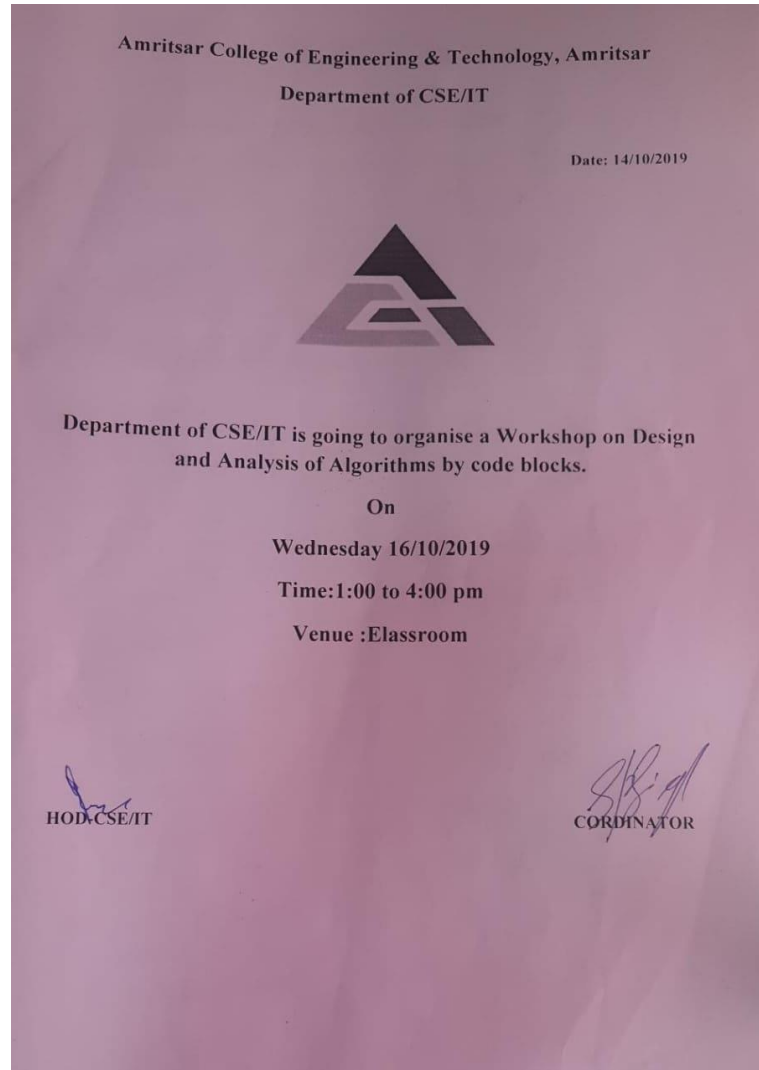 Amritsar College of Engineering & Technology, Amritsar
Department of CSE/IT
Date: 14/10/2019
Department of CSE/IT is going to organise a Workshop on Design
and Analysis of Algorithms by code blocks.
On
Wednesday 16/10/2019
Time:1:00 to 4:00 pm
Venue :Elassroom
HOD-CSE/IT
CORDINATOR